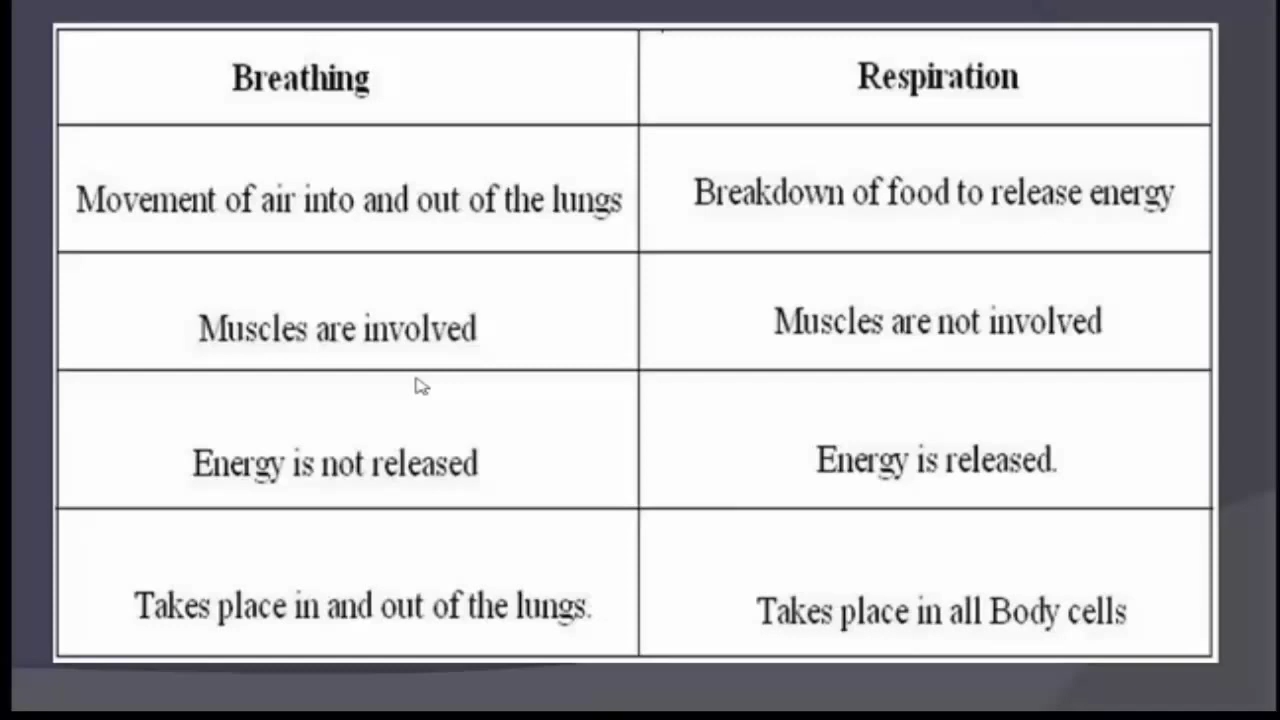 Breathing
Respiration
Movement of air into and out of the lungs
Breakdown of food to release energy
Muscles are involved
Muscles are not involved
Energy is not released
Energy is released.
Takes place in and out of the lungs.
Takes place in all Body cells